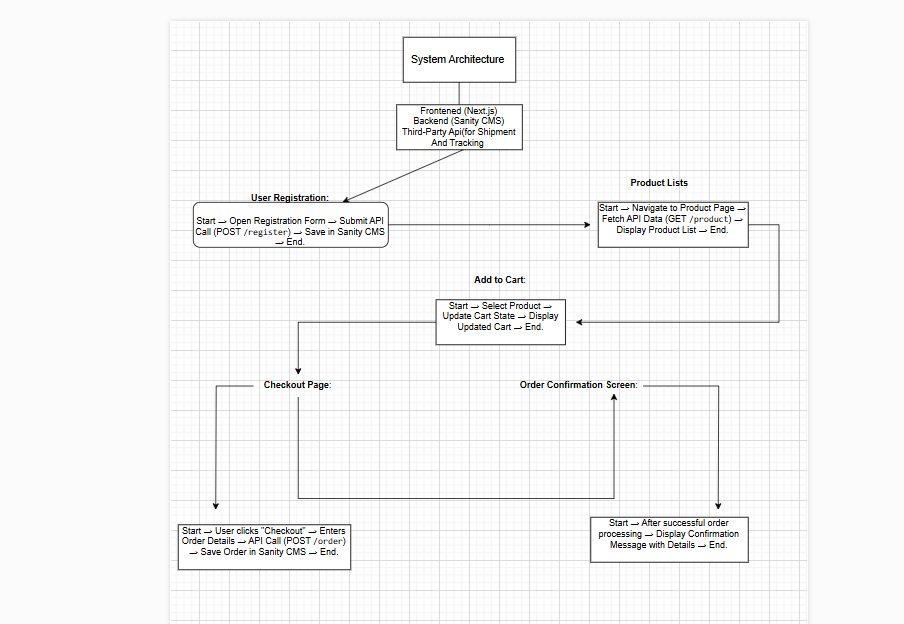 System Architecture
Frontened (Next.js)
Backend (Sanity CMS)
Third-Party Api(for Shipment
And Tracking
User Registration:
Start → Open Registration Form → Submit API
Call (POST /register) → Save in Sanity CMS
→ End.
Product Lists
Start → Navigate to Product Page →
Fetch API Data (GET /product) →
Display Product List → End.
Add to Cart:
Start → Select Product →
Update Cart State → Display
Updated Cart → End.
Checkout Page:
Order Confirmation Screen:
Start → User clicks "Checkout" → Enters
Order Details → API Call (POST /order)
→ Save Order in Sanity CMS → End.
Start → After successful order
processing → Display Confirmation
Message with Details → End.